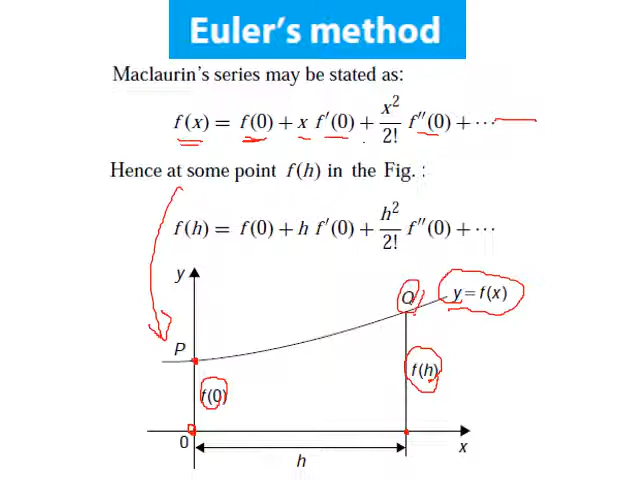 Euler's method
Maclaurin's series may be stated as:
f(x) = f(0) + x f′(0) + x²/2! f″(0) + ···
Hence at some point f(h) in the Fig. :
f(h) = f(0) + h f′(0) + h²/2! f″(0) + ···
y
Q
y = f(x)
P
f(h)
f(0)
0
x
h